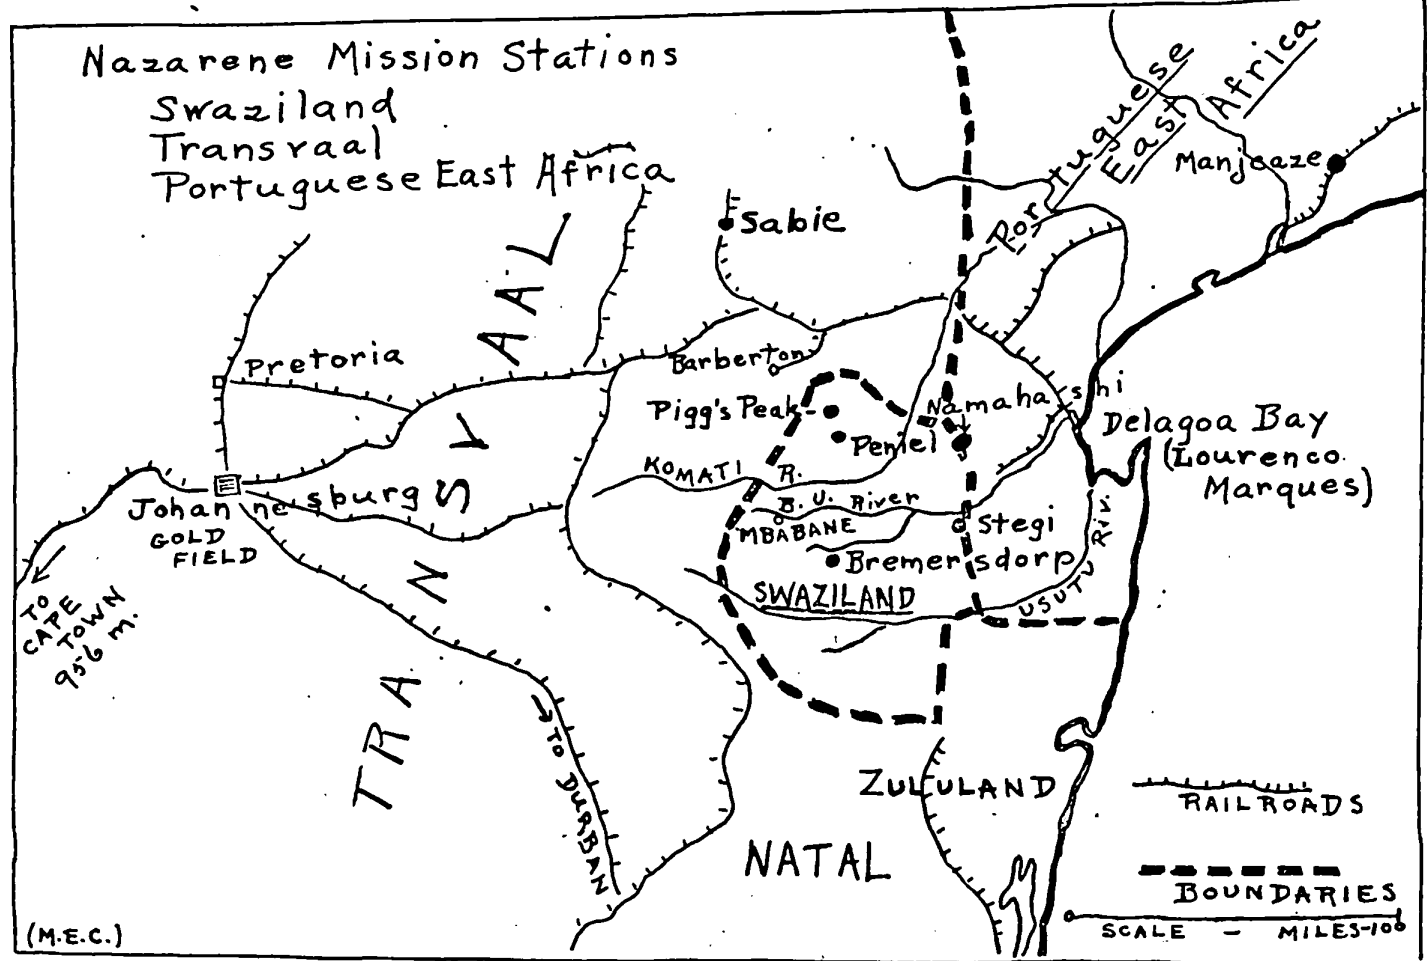 Nazarene Mission Stations
Swaziland
Transvaal
Portuguese East Africa
Portuguese
East Africa
Manjacaze
Sabie
TRANSVAAL
Pretoria
Barberton
Pigg's Peak
Peniel
Namahashi
Delagoa Bay
(Lourenco
Marques)
KOMATI R.
B. U. River
MBABANE
Stegi
Johannesburg
GOLD
FIELD
Bremersdorp
USUTU Riv.
SWAZILAND
TO
CAPE
TOWN
956 m.
TO DURBAN
ZULULAND
NATAL
RAILROADS
BOUNDARIES
SCALE - MILES-100
(M.E.C.)